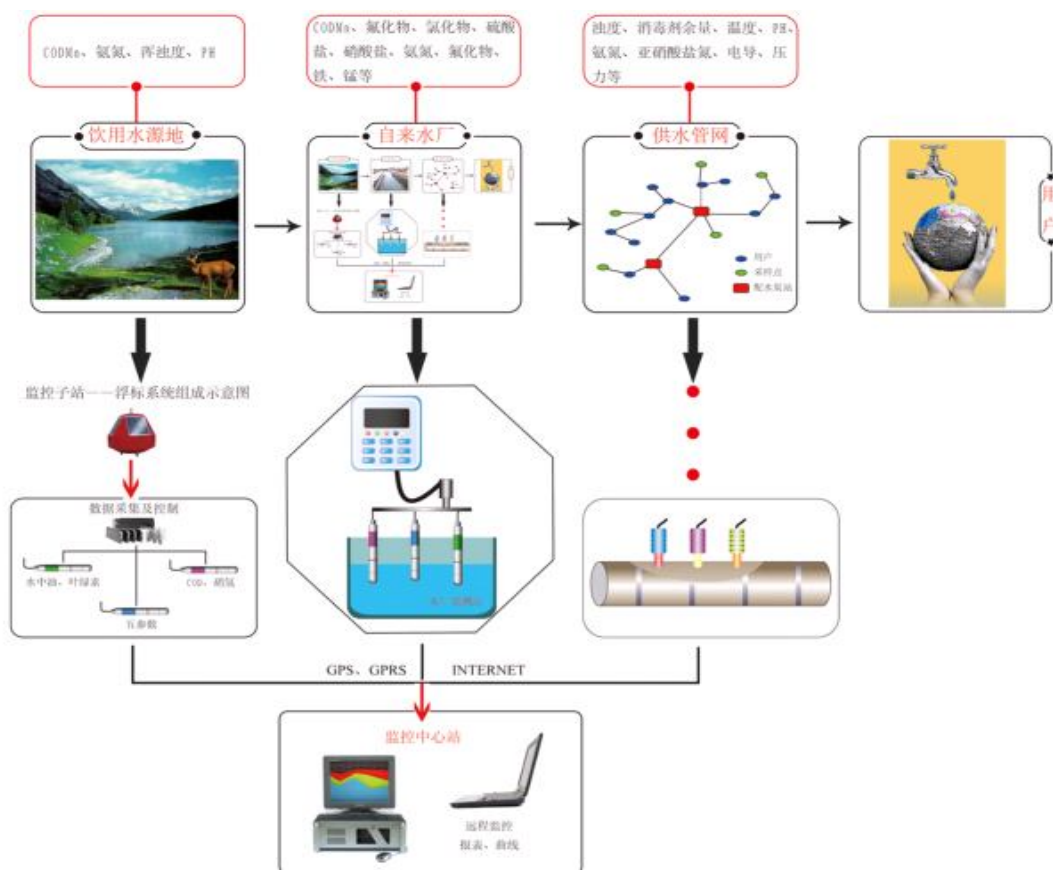 CODMn、氨氮、浑浊度、PH
CODMn、氟化物、氯化物、硫酸
盐、硝酸盐、氨氮、氟化物、
铁、锰等
浊度、消毒剂余量、温度、PH、
氨氮、亚硝酸盐氮、电导、压
力等
饮用水源地
自来水厂
供水管网
用户
用户
采样点
配水泵站
监控子站——浮标系统组成示意图
数据采集及控制
水中油、叶绿素
COD、硝氮
五参数
GPS、GPRS
INTERNET
监控中心站
远程监控
报表、曲线